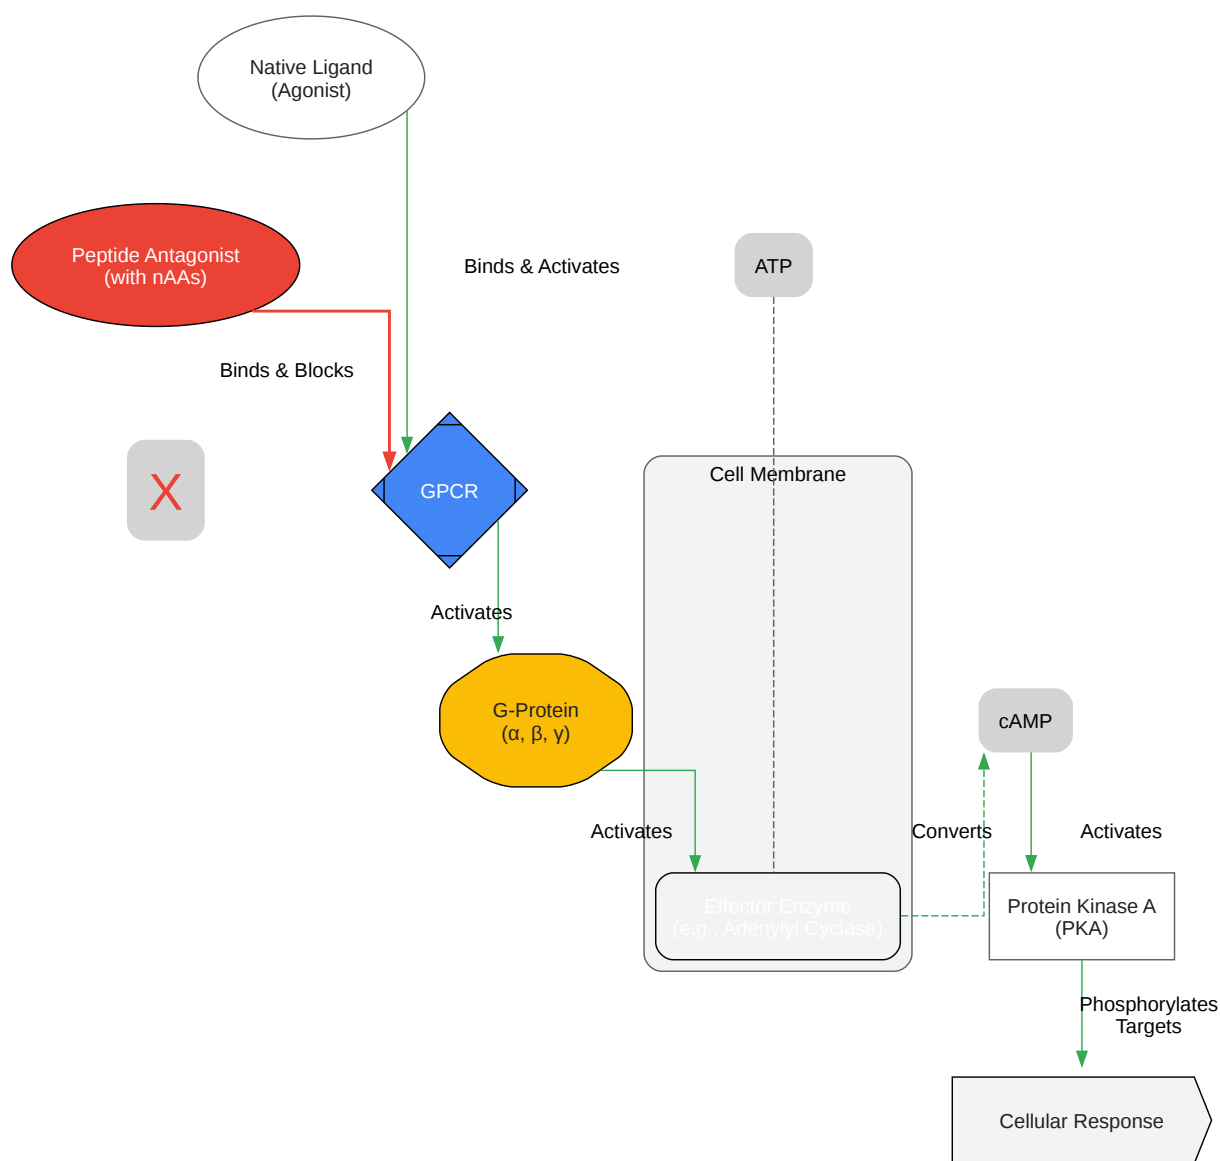 Native Ligand
(Agonist)
Peptide Antagonist
(with nAAs)
Binds & Activates
ATP
Binds & Blocks
Cell Membrane
X
GPCR
Activates
G-Protein
(α, β, γ)
cAMP
Activates
Converts
Activates
Effector Enzyme
(e.g., Adenylyl Cyclase)
Protein Kinase A
(PKA)
Phosphorylates
Targets
Cellular Response